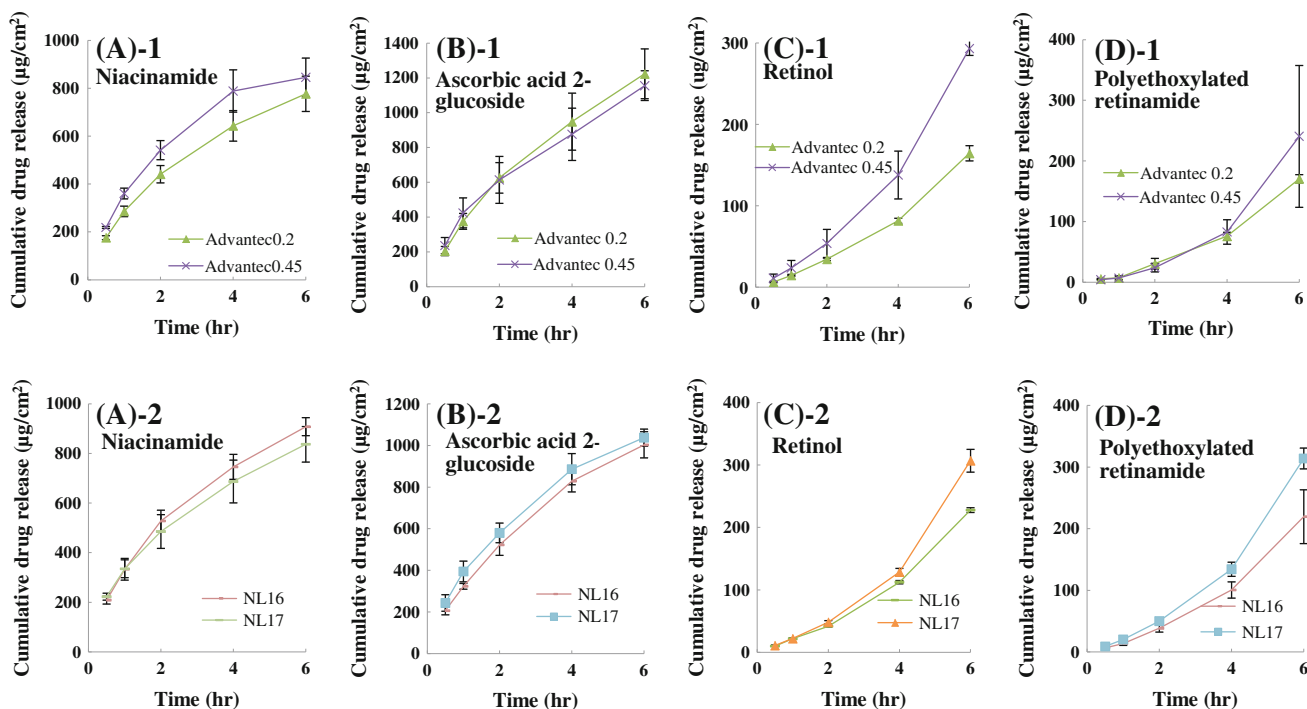 (A)-1
Niacinamide
Cumulative drug release (µg/cm²)
1000
800
600
400
200
0
0
2
4
6
Time (hr)
Advantec0.2
Advantec0.45
(B)-1
Ascorbic acid 2-
glucoside
Cumulative drug release (µg/cm²)
1400
1200
1000
800
600
400
200
0
0
2
4
6
Time (hr)
Advantec 0.2
Advantec 0.45
(C)-1
Retinol
Cumulative drug release (µg/cm²)
300
200
100
0
0
2
4
6
Time (hr)
Advantec 0.2
Advantec 0.45
(D)-1
Polyethoxylated
retinamide
Cumulative drug release (µg/cm²)
400
300
200
100
0
0
2
4
6
Time (hr)
Advantec 0.2
Advantec 0.45
(A)-2
Niacinamide
Cumulative drug release (µg/cm²)
1000
800
600
400
200
0
0
2
4
6
Time (hr)
NL16
NL17
(B)-2
Ascorbic acid 2-
glucoside
Cumulative drug release (µg/cm²)
1200
1000
800
600
400
200
0
0
2
4
6
Time (hr)
NL16
NL17
(C)-2
Retinol
Cumulative drug release (µg/cm²)
400
300
200
100
0
0
2
4
6
Time (hr)
NL16
NL17
(D)-2
Polyethoxylated
retinamide
Cumulative drug release (µg/cm²)
400
300
200
100
0
0
2
4
6
Time (hr)
NL16
NL17